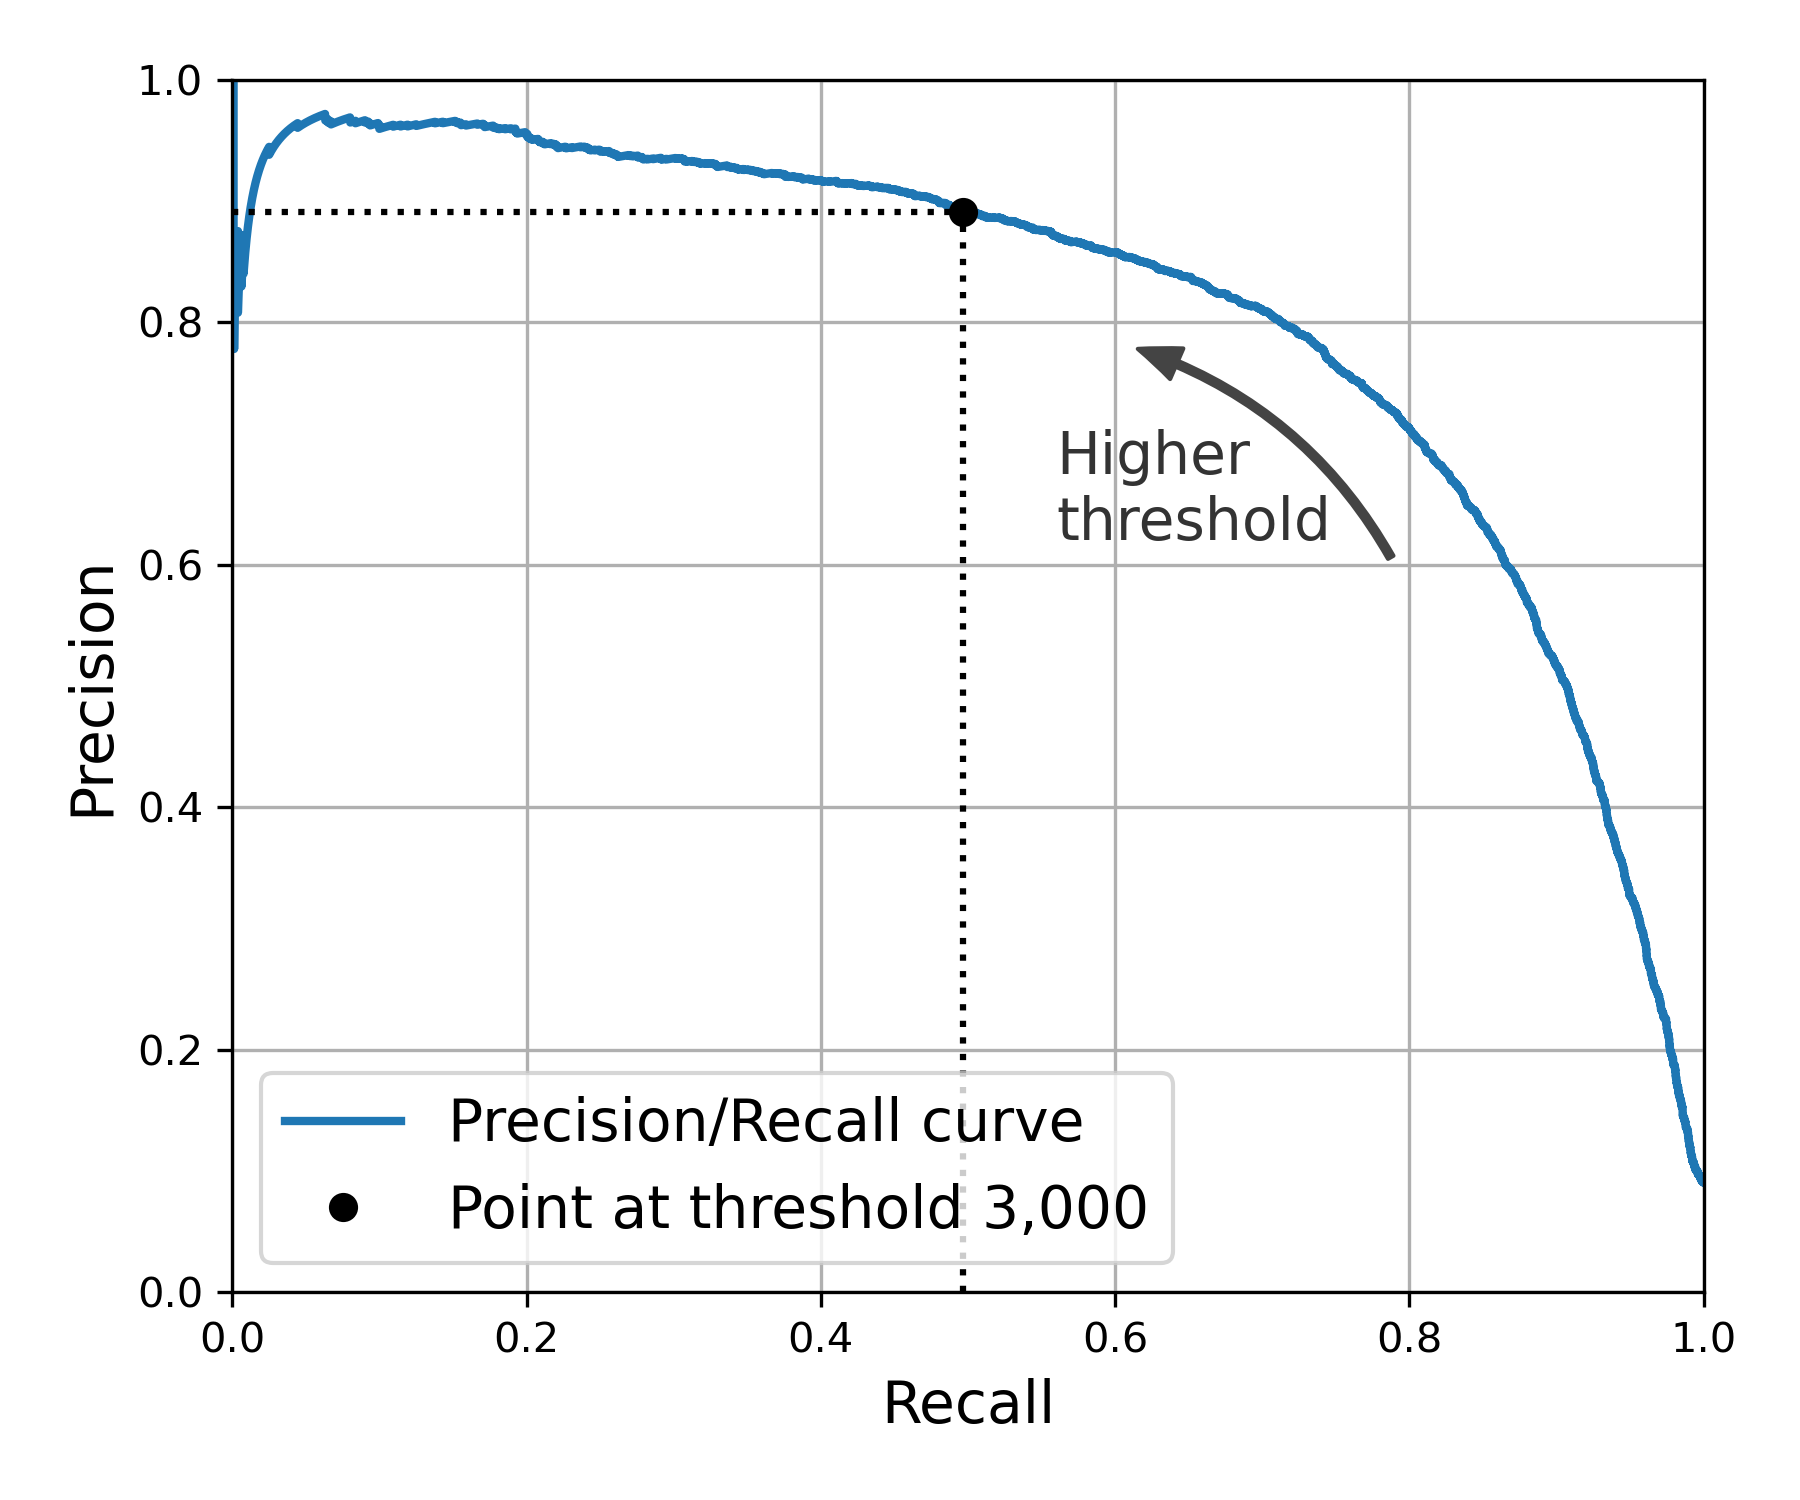 1.0
0.8
0.6
0.4
0.2
0.0
Precision
Higher
threshold
Precision/Recall curve
Point at threshold 3,000
0.0 0.2 0.4 0.6 0.8 1.0
Recall